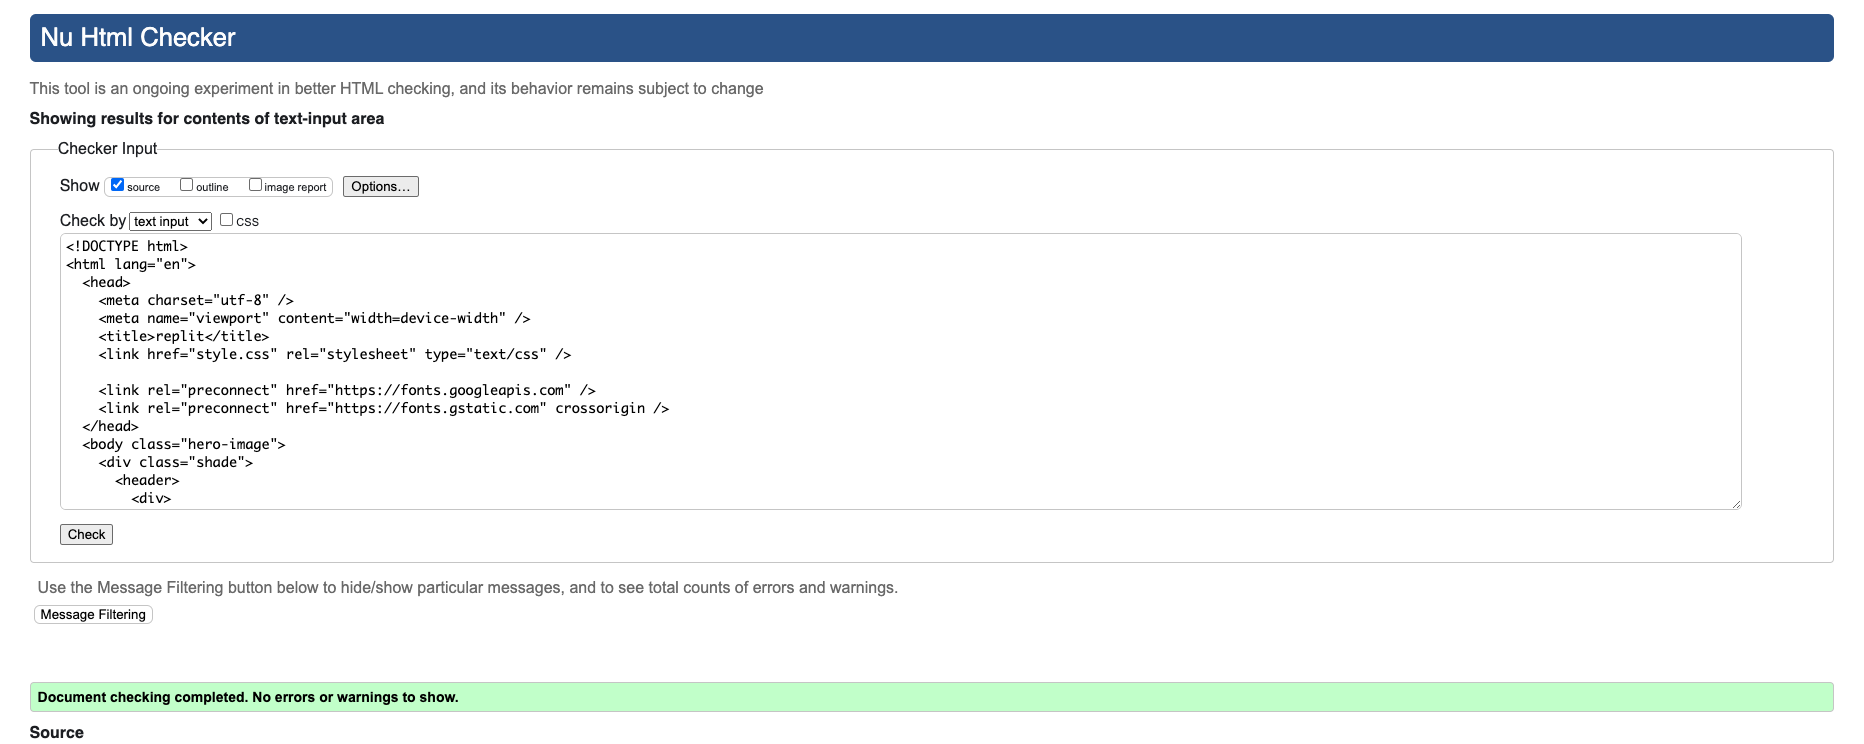 Nu Html Checker
This tool is an ongoing experiment in better HTML checking, and its behavior remains subject to change
Showing results for contents of text-input area
Checker Input
Show source outline image report Options...
Check by text input css
<!DOCTYPE html>
<html lang="en">
  <head>
    <meta charset="utf-8" />
    <meta name="viewport" content="width=device-width" />
    <title>replit</title>
    <link href="style.css" rel="stylesheet" type="text/css" />
    <link rel="preconnect" href="https://fonts.googleapis.com" />
    <link rel="preconnect" href="https://fonts.gstatic.com" crossorigin />
  </head>
  <body class="hero-image">
    <div class="shade">
      <header>
        <div>
Check
Use the Message Filtering button below to hide/show particular messages, and to see total counts of errors and warnings.
Message Filtering
Document checking completed. No errors or warnings to show.
Source